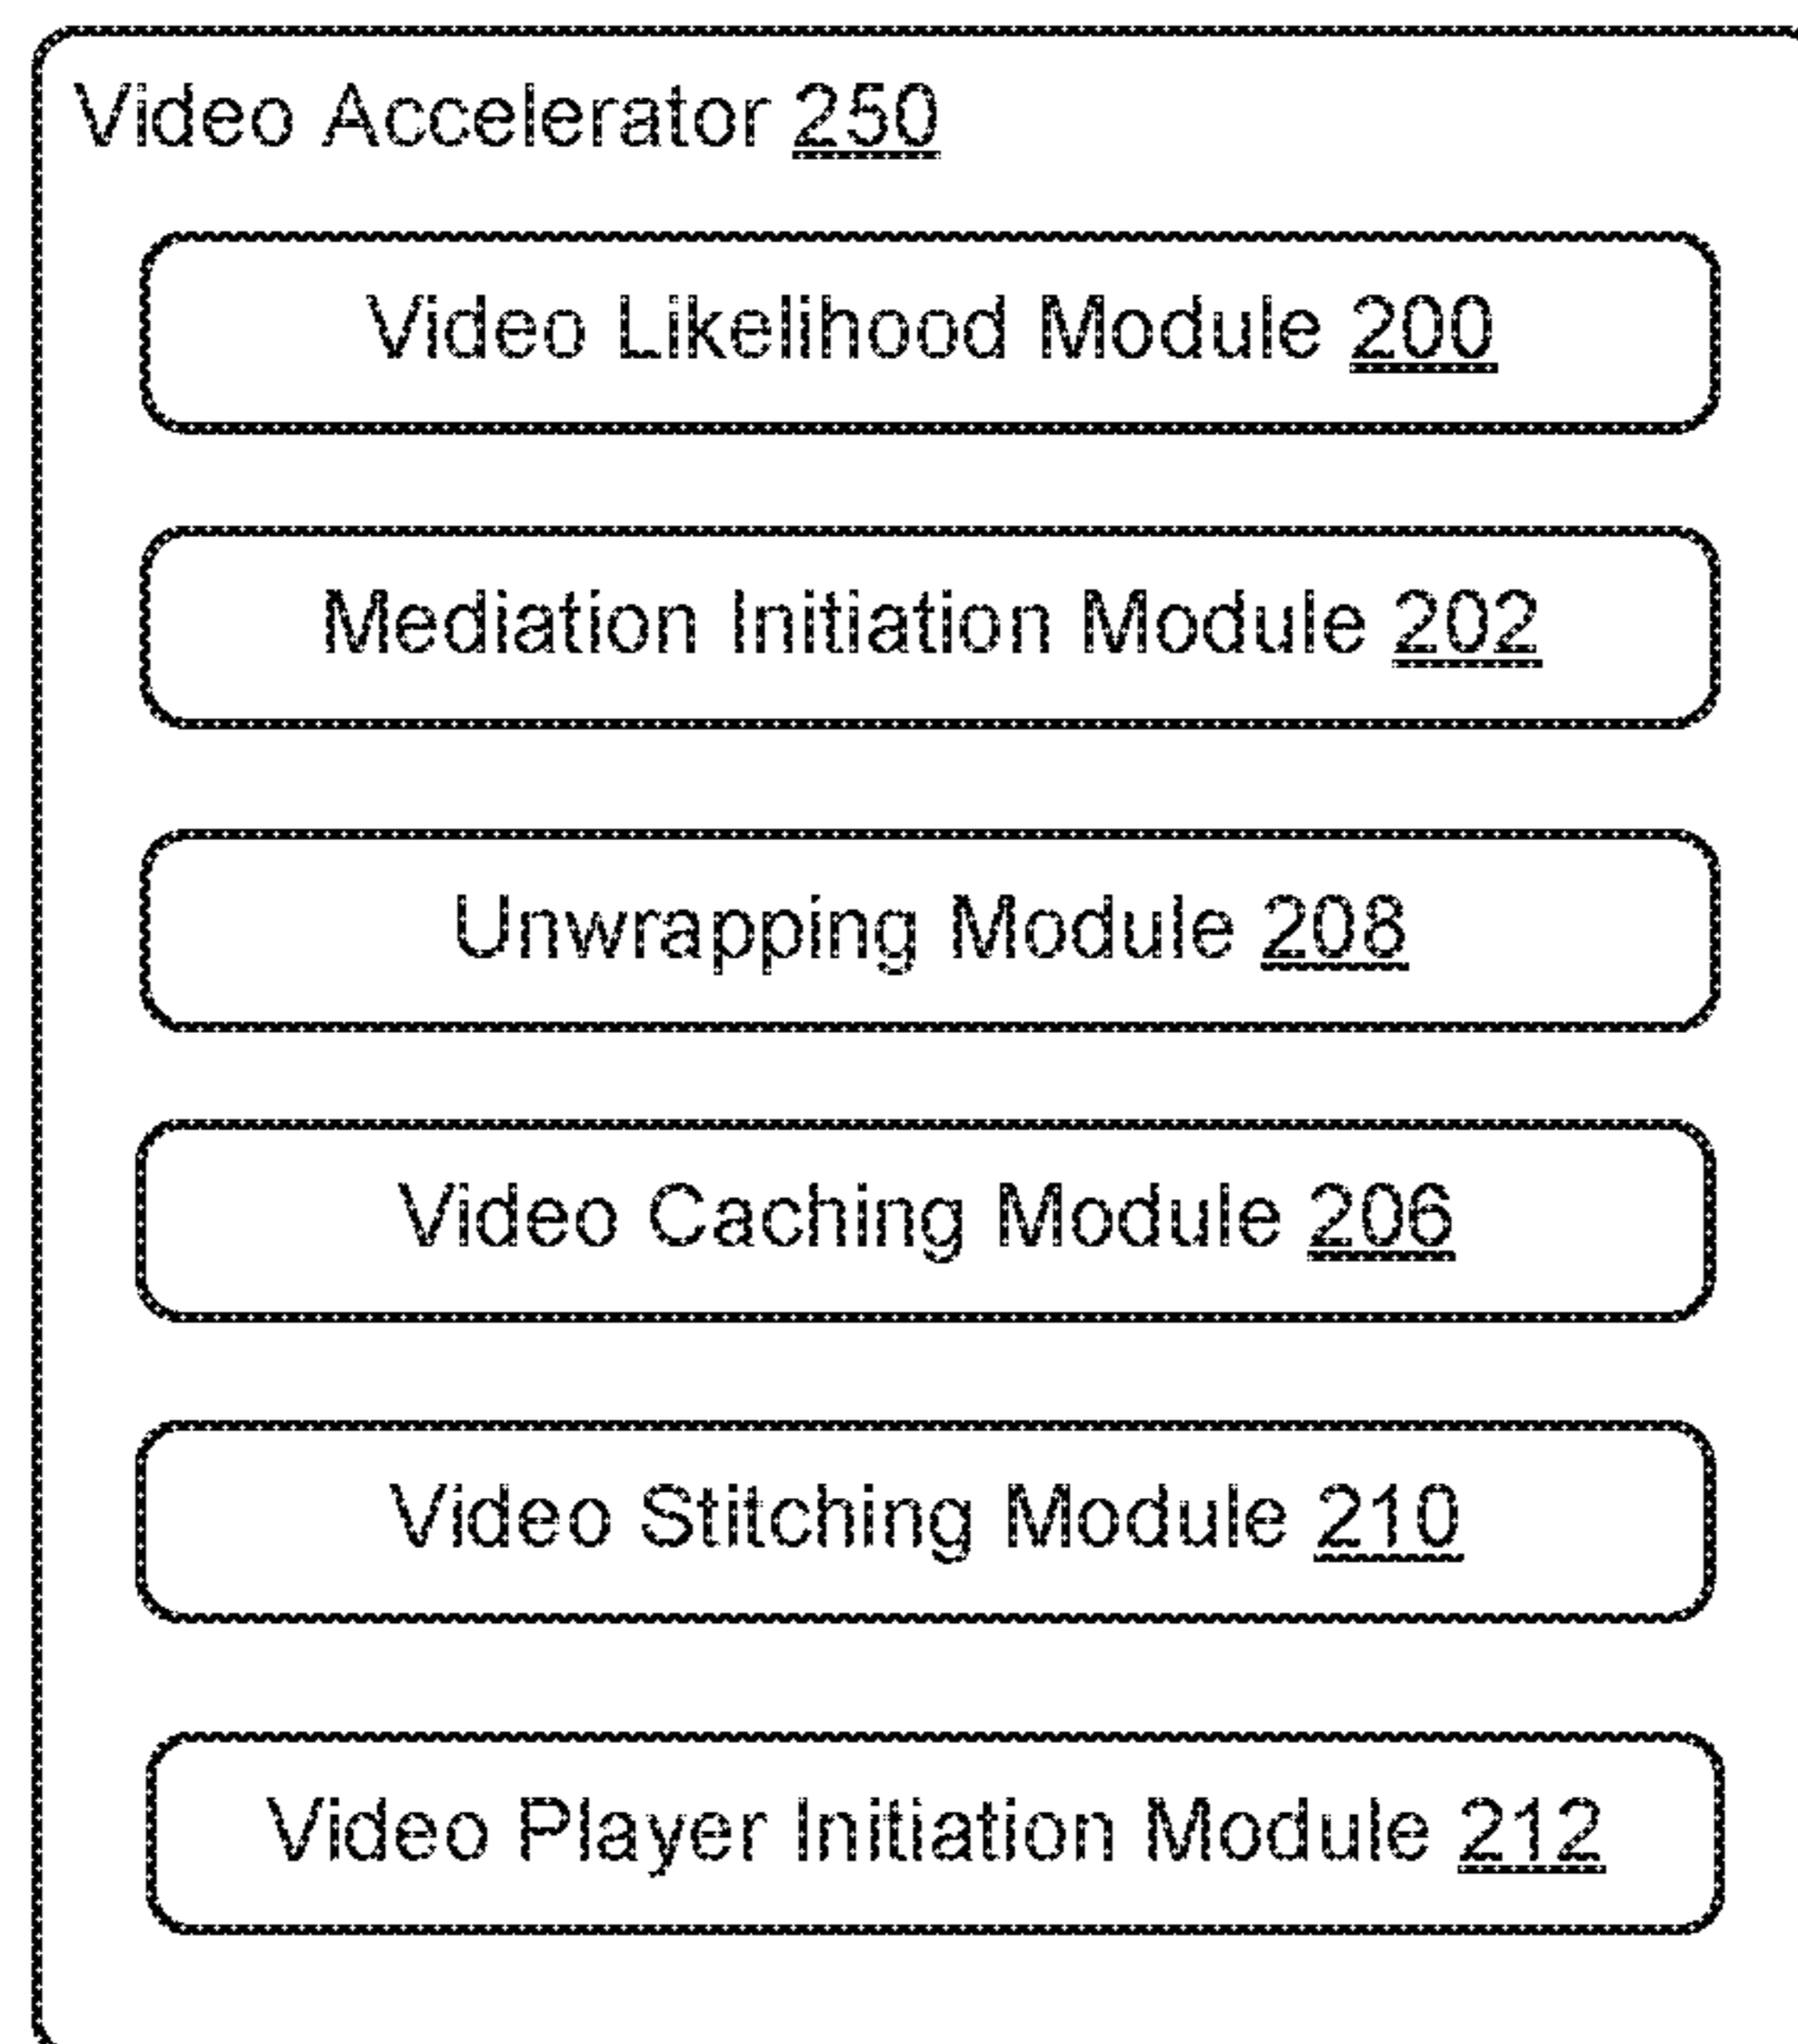 Video Accelerator 250
Video Likelihood Module 200
Mediation Initiation Module 202
Unwrapping Module 208
Video Caching Module 206
Video Stitching Module 210
Video Player Initiation Module 212